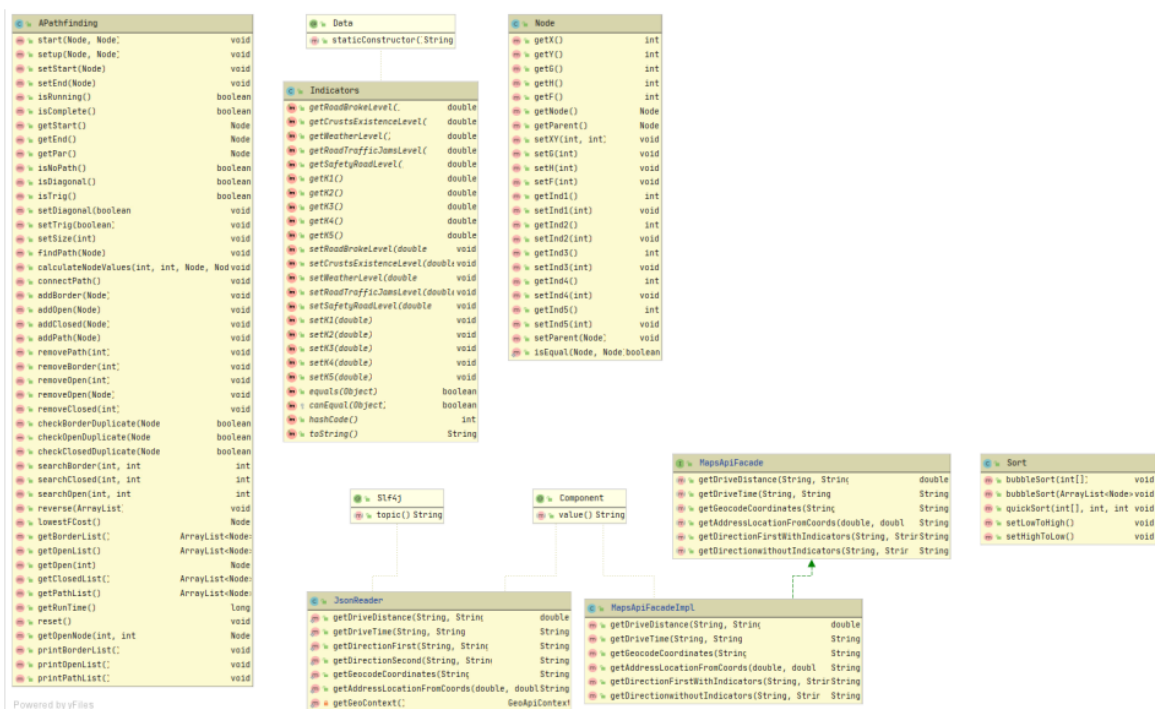 APathfinding
start(Node, Node) void
setup(Node, Node) void
setStart(Node) void
setEnd(Node) void
isRunning() boolean
isComplete() boolean
getStart() Node
getEnd() Node
getPar() Node
isNoPath() boolean
isDiagonal() boolean
isTrig() boolean
setDiagonal(boolean void
setTrig(boolean) void
setSize(int) void
findPath(Node) void
calculateNodeValues(int, int, Node, Nod void
connectPath() void
addBorder(Node) void
addOpen(Node) void
addClosed(Node) void
addPath(Node) void
removePath(int) void
removeBorder(int) void
removeOpen(int) void
removeOpen(Node) void
removeClosed(int) void
checkBorderDuplicate(Node boolean
checkOpenDuplicate(Node boolean
checkClosedDuplicate(Node boolean
searchBorder(int, int int
searchClosed(int, int int
searchOpen(int, int int
reverse(ArrayList) void
lowestFCost() Node
getBorderList() ArrayList<Node>
getOpenList() ArrayList<Node>
getOpen(int) Node
getClosedList() ArrayList<Node>
getPathList() ArrayList<Node>
getRunTime() long
reset() void
getOpenNode(int, int Node
printBorderList() void
printOpenList() void
printPathList() void
Data
staticConstructor() String
Indicators
getRoadBrokeLevel( double
getCrustsExistenceLevel( double
getWeatherLevel() double
getRoadTrafficJamsLevel( double
getSafetyRoadLevel( double
getK1() double
getK2() double
getK3() double
getK4() double
getK5() double
setRoadBrokeLevel(double void
setCrustsExistenceLevel(double void
setWeatherLevel(double void
setRoadTrafficJamsLevel(double void
setSafetyRoadLevel(double void
setK1(double) void
setK2(double) void
setK3(double) void
setK4(double) void
setK5(double) void
equals(Object) boolean
canEqual(Object) boolean
hashCode() int
toString() String
Node
getX() int
getY() int
getG() int
getH() int
getF() int
getNode() Node
getParent() Node
setXY(int, int) void
setG(int) void
setH(int) void
setF(int) void
getInd1() int
setInd1(int) void
getInd2() int
setInd2(int) void
getInd3() int
setInd3(int) void
getInd4() int
setInd4(int) void
getInd5() int
setInd5(int) void
setParent(Node) void
isEqual(Node, Node) boolean
Slf4j
topic() String
Component
value() String
MapsApiFacade
getDriveDistance(String, String double
getDriveTime(String, String String
getGeocodeCoordinates(String String
getAddressLocationFromCoords(double, doubl String
getDirectionFirstWithIndicators(String, Strir String
getDirectionwithoutIndicators(String, Strir String
Sort
bubbleSort(int[]) void
bubbleSort(ArrayList<Node> void
quickSort(int[], int, int void
setLowToHigh() void
setHighToLow() void
JsonReader
getDriveDistance(String, String double
getDriveTime(String, String String
getDirectionFirst(String, String String
getDirectionSecond(String, String String
getGeocodeCoordinates(String String
getAddressLocationFromCoords(double, doubl String
getGeoContext() GeoApiContext
MapsApiFacadeImpl
getDriveDistance(String, String double
getDriveTime(String, String String
getGeocodeCoordinates(String String
getAddressLocationFromCoords(double, doubl String
getDirectionFirstWithIndicators(String, Strir String
getDirectionwithoutIndicators(String, Strir String
Powered by yFiles